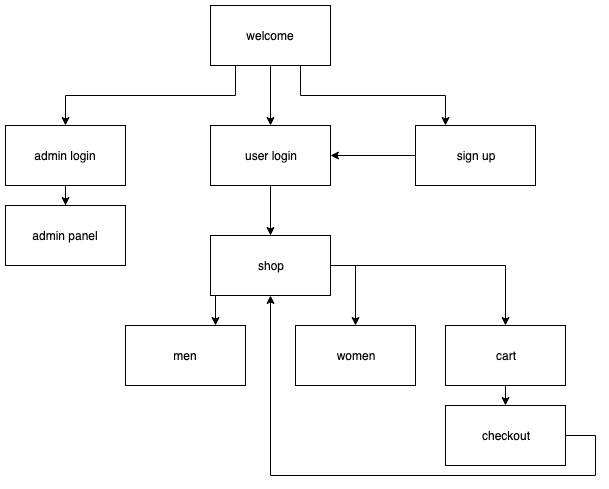 welcome
admin login
user login
sign up
admin panel
shop
men
women
cart
checkout